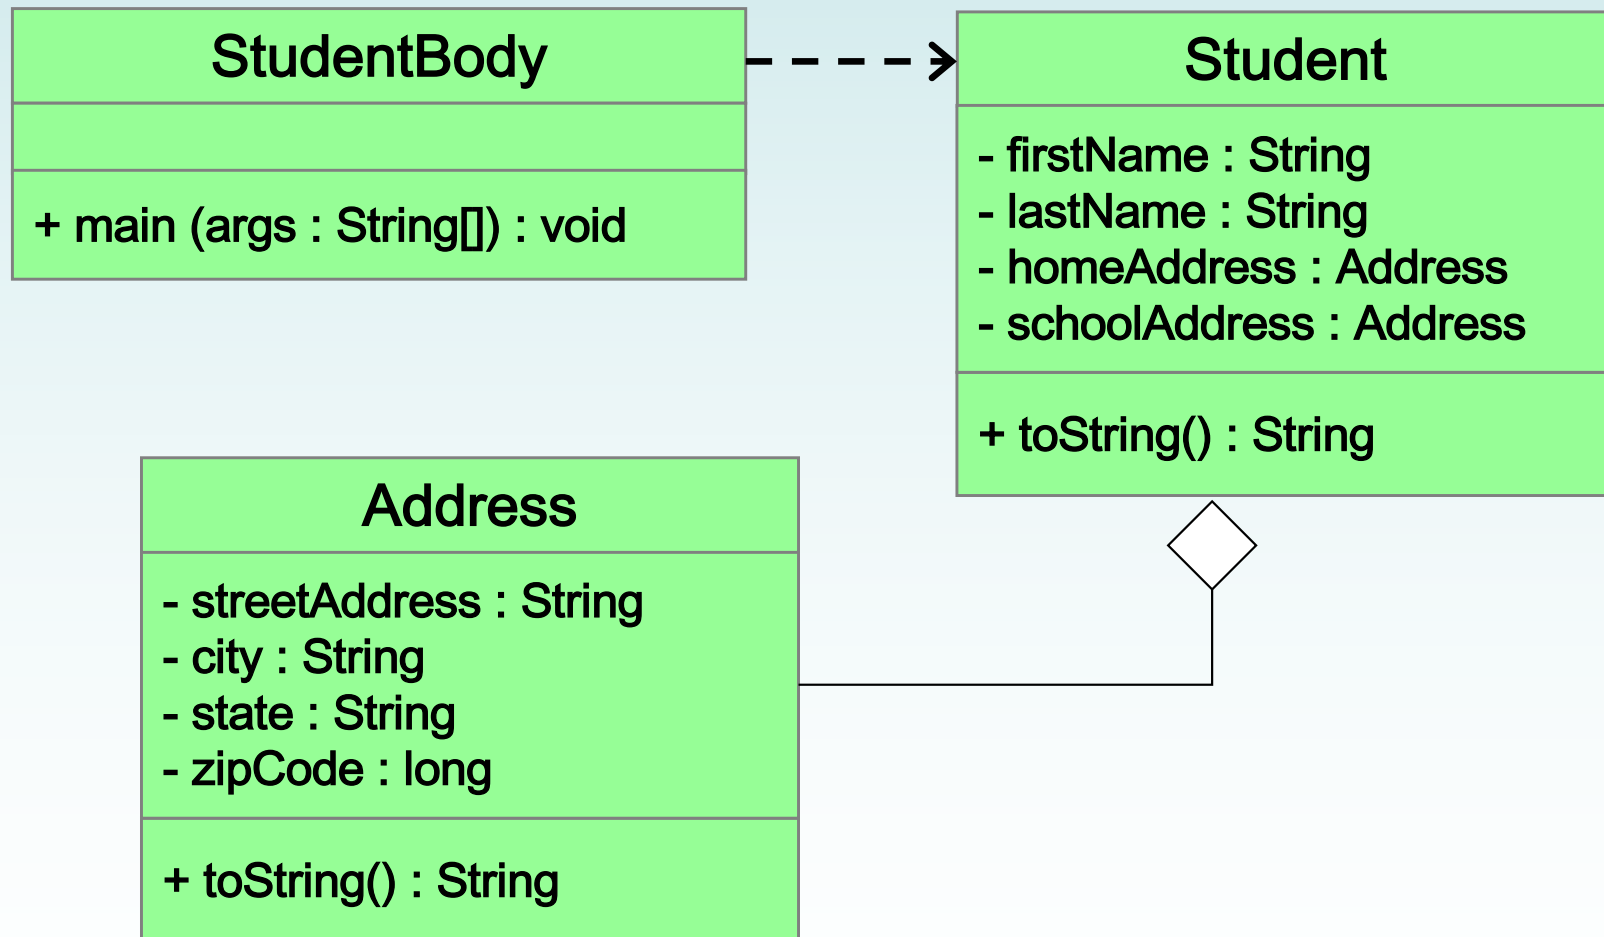 StudentBody
+ main (args : String[]) : void
Student
- firstName : String
- lastName : String
- homeAddress : Address
- schoolAddress : Address
+ toString() : String
Address
- streetAddress : String
- city : String
- state : String
- zipCode : long
+ toString() : String